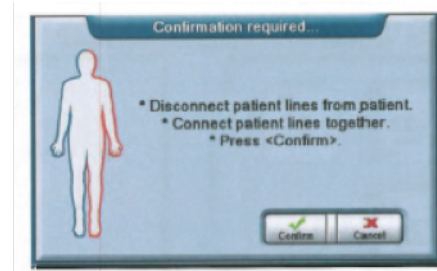 Confirmation required...
* Disconnect patient lines from patient.
* Connect patient lines together.
* Press <Confirm>.
Confirm
Cancel